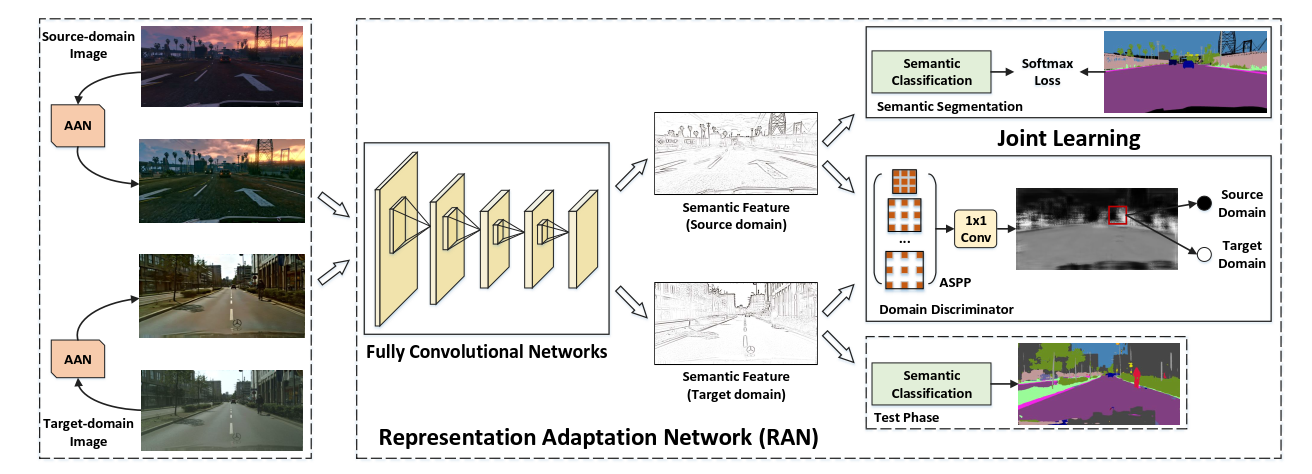 Source-domain
Image
AAN
AAN
Target-domain
Image
Fully Convolutional Networks
Semantic Feature
(Source domain)
Semantic Feature
(Target domain)
Representation Adaptation Network (RAN)
Semantic
Classification
Softmax
Loss
Semantic Segmentation
Joint Learning
...
ASPP
1x1
Conv
Source
Domain
Target
Domain
Domain Discriminator
Semantic
Classification
Test Phase